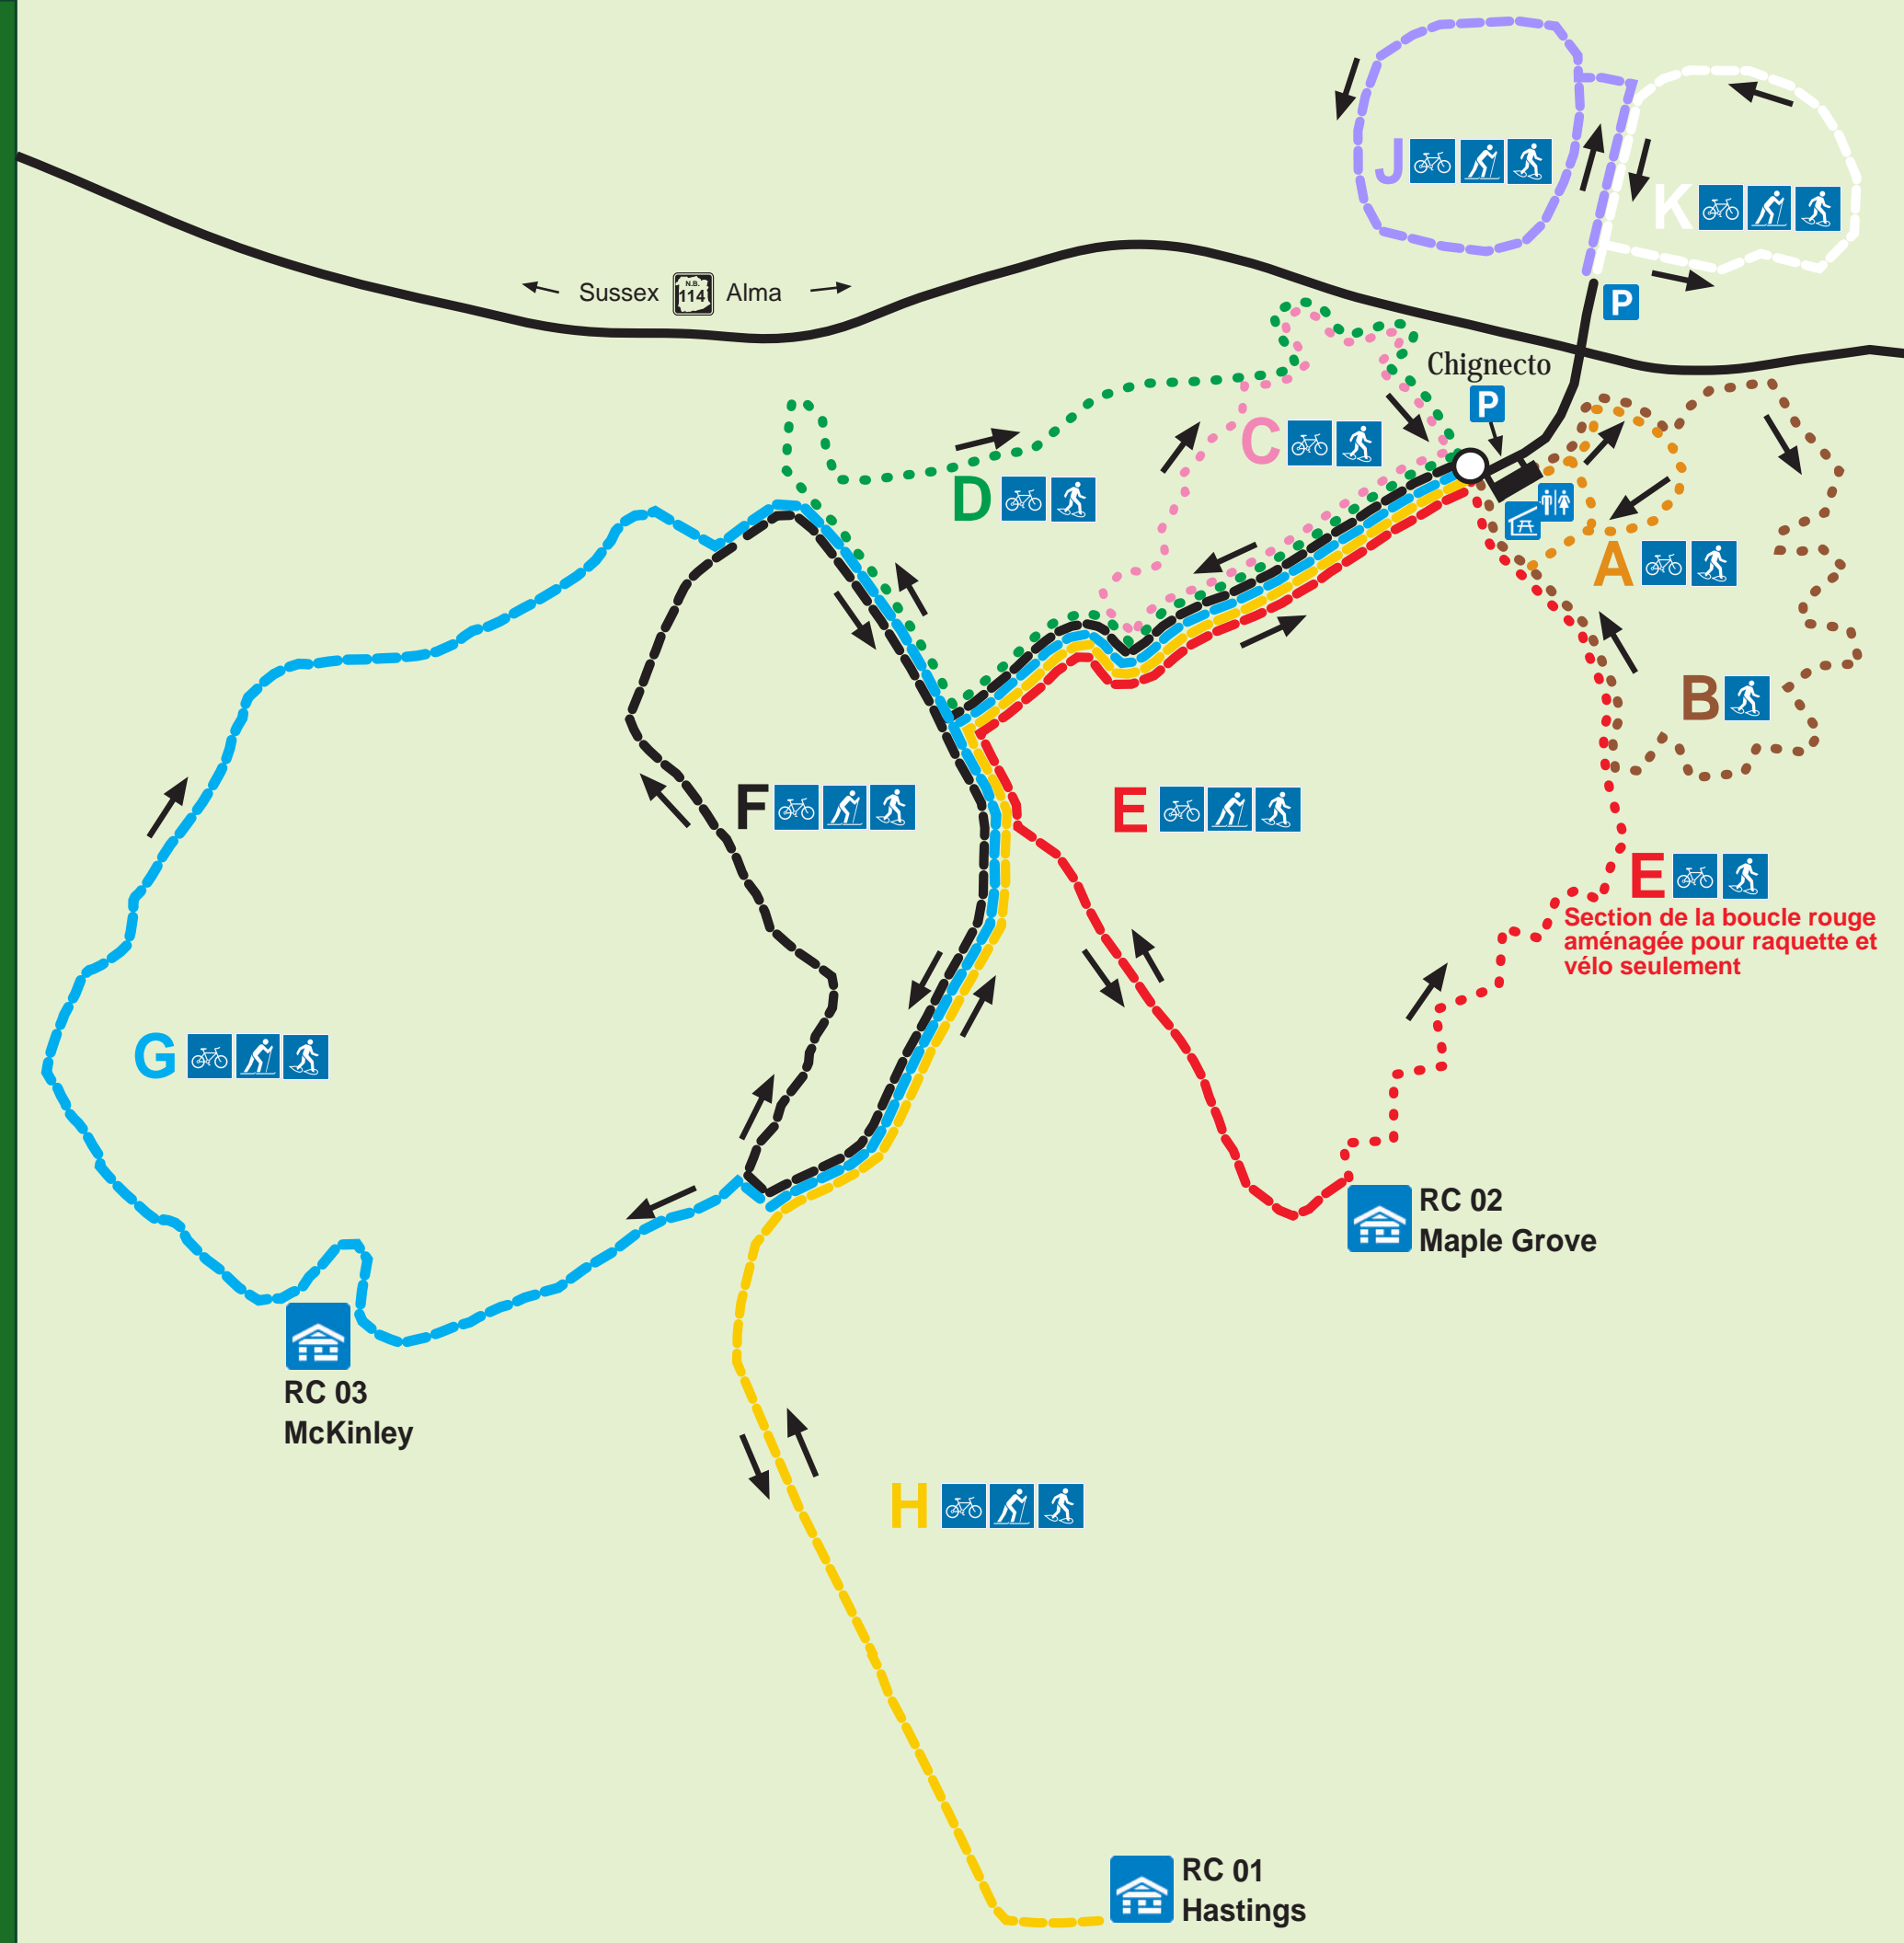 J
K
Sussex N.B. 114 Alma
P
Chignecto
P
C
D
A
B
F
E
E
Section de la boucle rouge
aménagée pour raquette et
vélo seulement
G
RC 02
Maple Grove
RC 03
McKinley
H
RC 01
Hastings